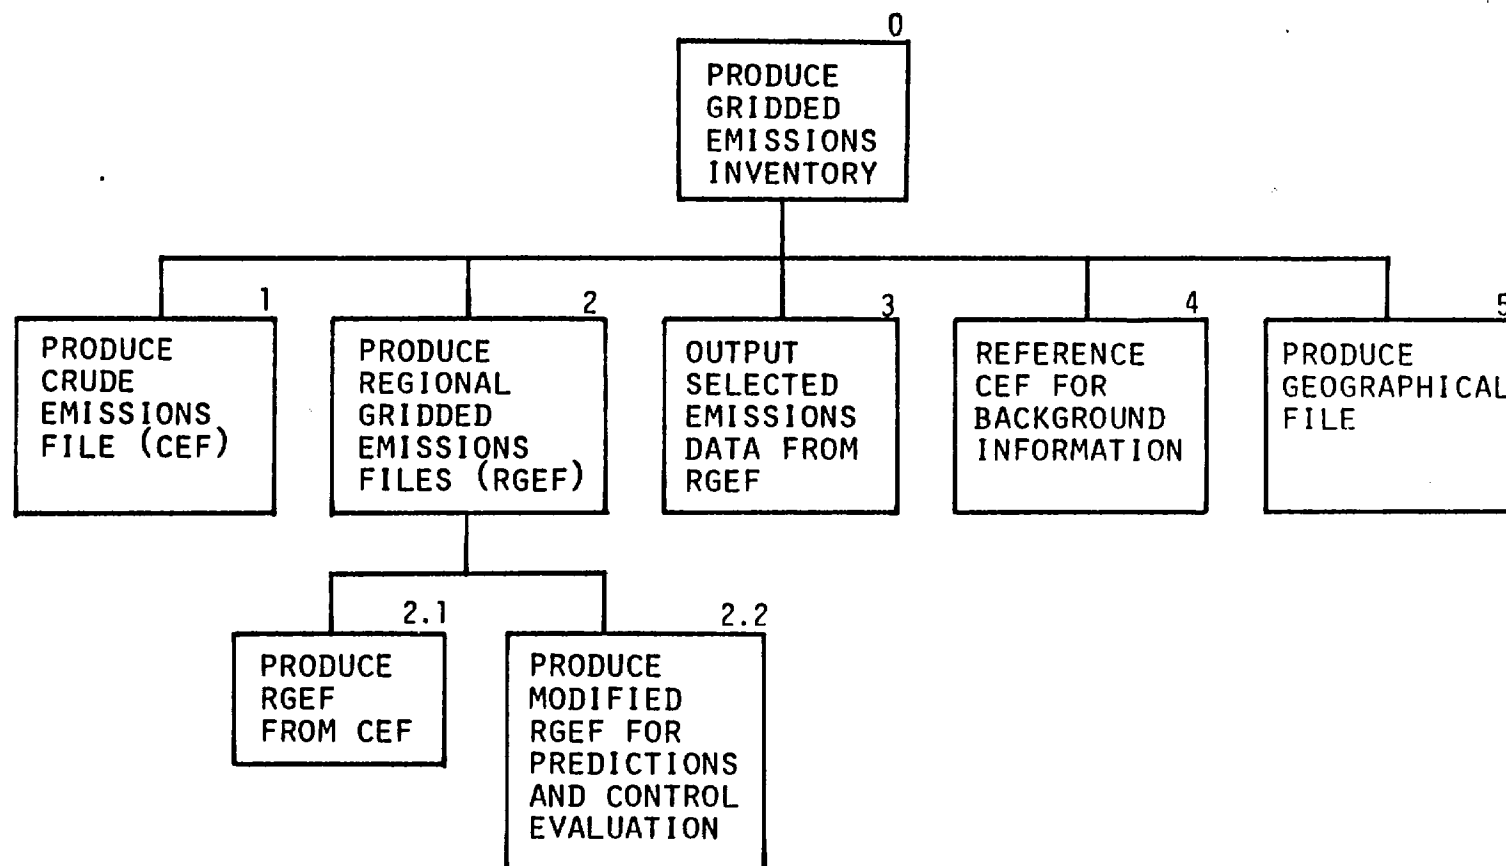 0
PRODUCE
GRIDDED
EMISSIONS
INVENTORY
1
PRODUCE
CRUDE
EMISSIONS
FILE (CEF)
2
PRODUCE
REGIONAL
GRIDDED
EMISSIONS
FILES (RGEF)
3
OUTPUT
SELECTED
EMISSIONS
DATA FROM
RGEF
4
REFERENCE
CEF FOR
BACKGROUND
INFORMATION
5
PRODUCE
GEOGRAPHICAL
FILE
2.1
PRODUCE
RGEF
FROM CEF
2.2
PRODUCE
MODIFIED
RGEF FOR
PREDICTIONS
AND CONTROL
EVALUATION